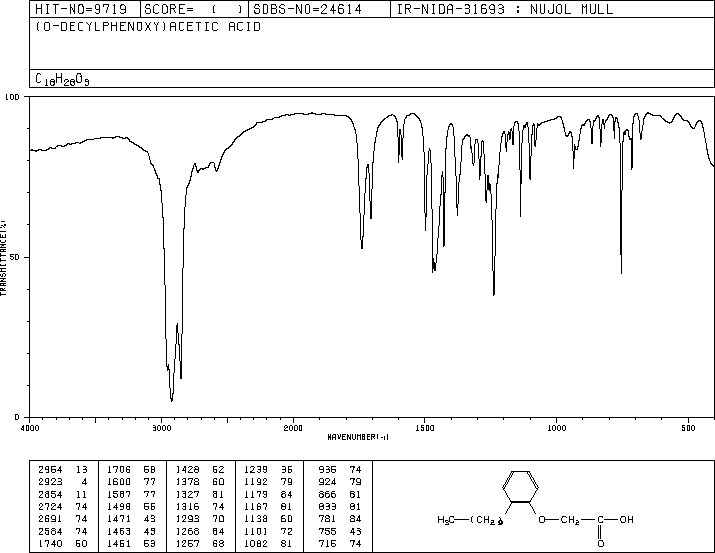 HIT-NO=9719 SCORE= ( ) SDBS-NO=24614 IR-NIDA-31693 : NUJOL MULL
(O-DECYLPHENOXY)ACETIC ACID
C18H28O3
100
TRANSMITTANCE(%)
50
0
4000 3000 2000 1500 1000 500
WAVENUMBER(-1)
2954 13 1706 58 1428 52 1239 36 936 74
2923 4 1600 77 1378 60 1192 79 924 79
2854 11 1587 77 1327 81 1179 84 866 81
2724 74 1498 56 1316 74 1167 81 833 81
2691 74 1471 43 1293 70 1138 60 781 84
2584 74 1463 43 1268 84 1101 72 755 43
1740 50 1451 53 1257 68 1082 81 716 74
H3C—(CH2)9 O—CH2—C—OH
O